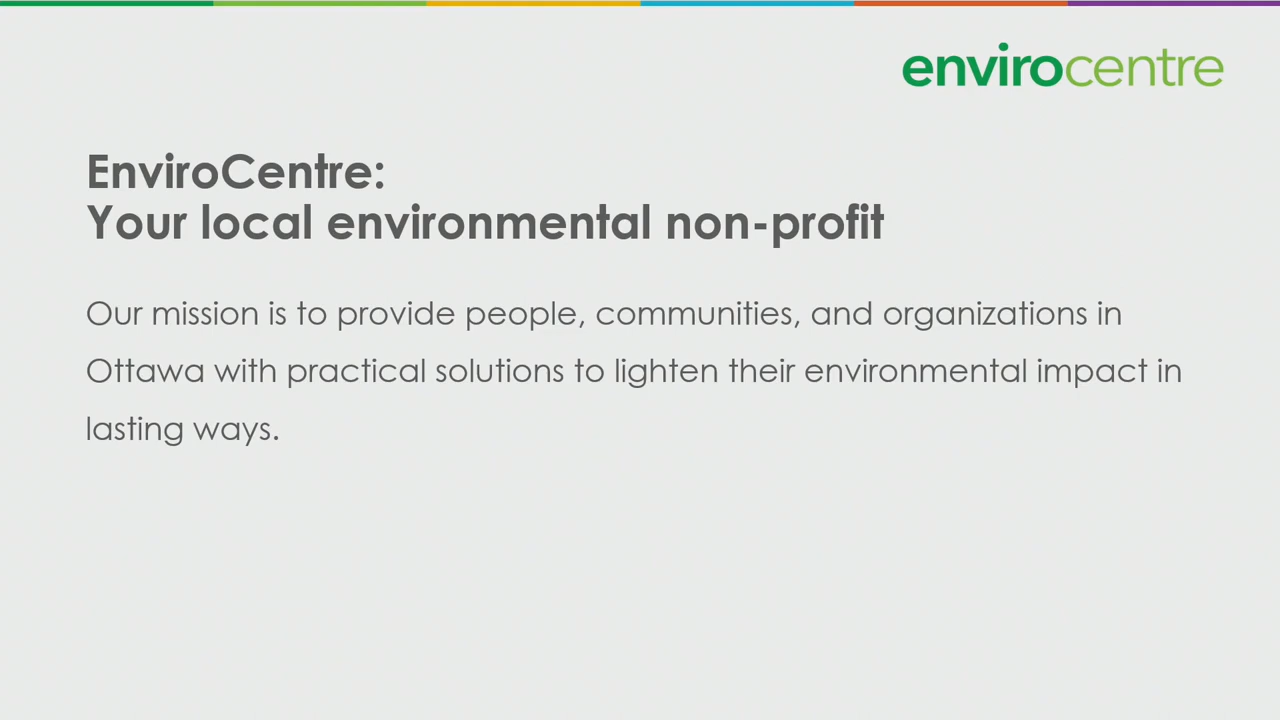 envirocentre
EnviroCentre:
Your local environmental non-profit
Our mission is to provide people, communities, and organizations in
Ottawa with practical solutions to lighten their environmental impact in
lasting ways.